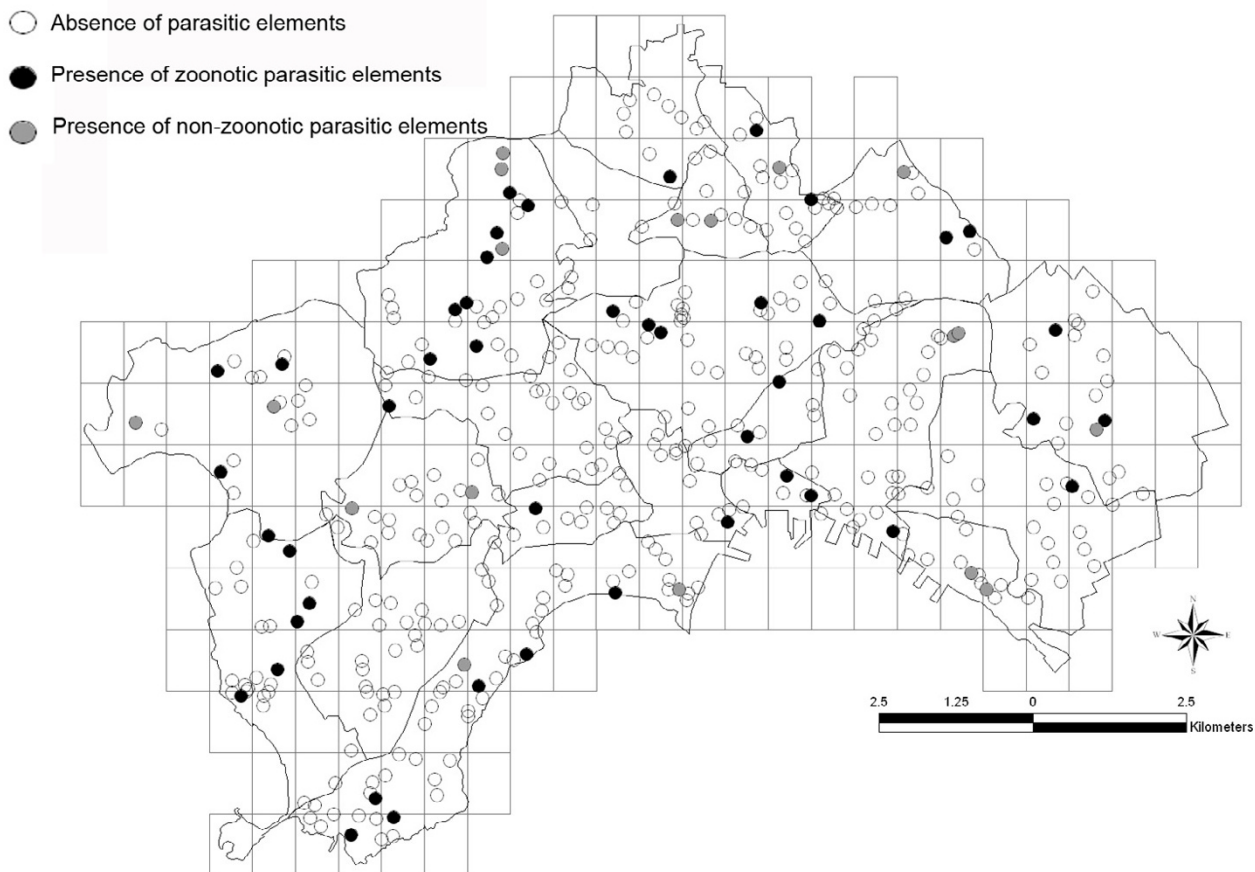 Absence of parasitic elements
Presence of zoonotic parasitic elements
Presence of non-zoonotic parasitic elements
N
W E
S
2.5 1.25 0 2.5
Kilometers